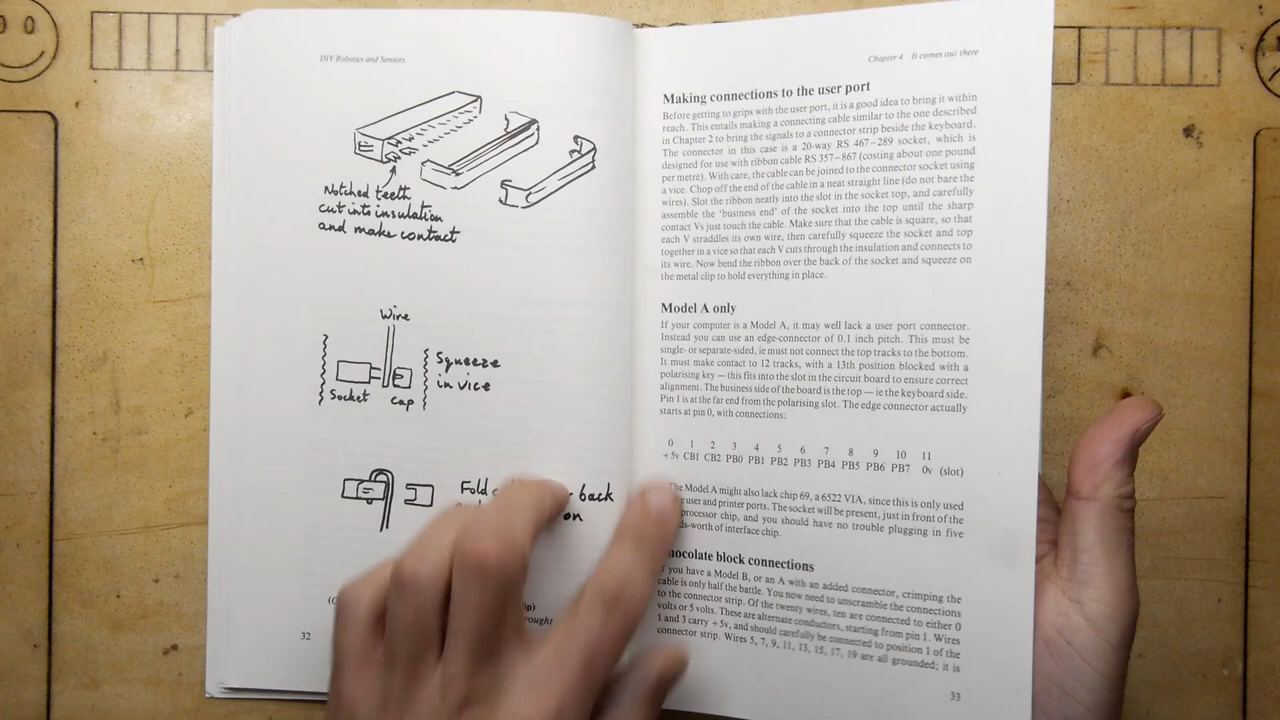 DIY Robotics and Sensors
Notched teeth
cut into insulation
and make contact
Wire
Squeeze
in vice
Socket
cap
Fold
back
on
32
Chapter 4 It comes out there
Making connections to the user port
Before getting to grips with the user port, it is a good idea to bring it within
reach. This entails making a connecting cable similar to the one described
in Chapter 2 to bring the signals to a connector strip beside the keyboard.
The connector in this case is a 20-way RS 467–289 socket, which is
designed for use with ribbon cable RS 357–867 (costing about one pound
per metre). With care, the cable can be joined to the connector socket using
a vice. Chop off the end of the cable in a neat straight line (do not bare the
wires). Slot the ribbon neatly into the slot in the socket top, and carefully
assemble the 'business end' of the socket into the top until the sharp
contact Vs just touch the cable. Make sure that the cable is square, so that
each V straddles its own wire, then carefully squeeze the socket and top
together in a vice so that each V cuts through the insulation and connects to
its wire. Now bend the ribbon over the back of the socket and squeeze on
the metal clip to hold everything in place.
Model A only
If your computer is a Model A, it may well lack a user port connector.
Instead you can use an edge-connector of 0.1 inch pitch. This must be
single- or separate-sided, ie must not connect the top tracks to the bottom.
It must make contact to 12 tracks, with a 13th position blocked with a
polarising key — this fits into the slot in the circuit board to ensure correct
alignment. The business side of the board is the top — ie the keyboard side.
Pin 1 is at the far end from the polarising slot. The edge connector actually
starts at pin 0, with connections:
0 1 2 3 4 5 6 7 8 9 10 11
+5v CB1 CB2 PB0 PB1 PB2 PB3 PB4 PB5 PB6 PB7 0v (slot)
The Model A might also lack chip 69, a 6522 VIA, since this is only used
user and printer ports. The socket will be present, just in front of the
processor chip, and you should have no trouble plugging in five
-worth of interface chip.
hocolate block connections
If you have a Model B, or an A with an added connector, crimping the
cable is only half the battle. You now need to unscramble the connections
to the connector strip. Of the twenty wires, ten are connected to either 0
volts or 5 volts. These are alternate conductors, starting from pin 1. Wires
1 and 3 carry +5v, and should carefully be connected to position 1 of the
connector strip. Wires 5, 7, 9, 11, 13, 15, 17, 19 are all grounded; it is
33